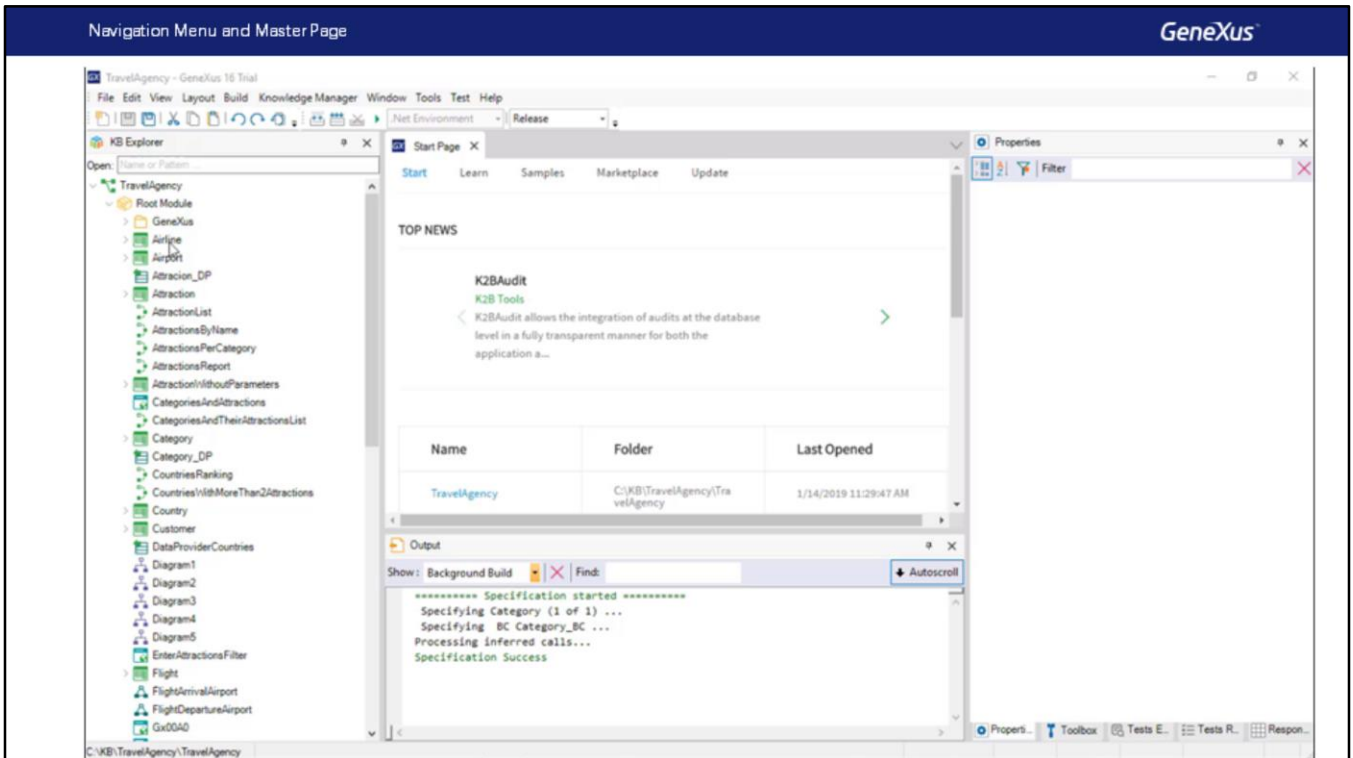 Navigation Menu and Master Page
GeneXus
TravelAgency - GeneXus 16 Trial
File Edit View Layout Build Knowledge Manager Window Tools Test Help
.Net Environment Release
KB Explorer
Open: Name or Pattern ...
TravelAgency
Root Module
GeneXus
Airline
Airport
Attracion_DP
Attraction
AttractionList
AttractionsByName
AttractionsPerCategory
AttractionsReport
AttractionWithoutParameters
CategoriesAndAttractions
CategoriesAndTheirAttractionsList
Category
Category_DP
CountriesRanking
CountriesWithMoreThan2Attractions
Country
Customer
DataProviderCountries
Diagram1
Diagram2
Diagram3
Diagram4
Diagram5
EnterAttractionsFilter
Flight
FlightArrivalAirport
FlightDepartureAirport
Gx00A0
C:\KB\TravelAgency\TravelAgency
Start Page
Start Learn Samples Marketplace Update
TOP NEWS
K2BAudit
K2B Tools
K2BAudit allows the integration of audits at the database
level in a fully transparent manner for both the
application a...
Name Folder Last Opened
TravelAgency C:\KB\TravelAgency\Tra
velAgency 1/14/2019 11:29:47 AM
Output
Show: Background Build Find: Autoscroll
========== Specification started ==========
Specifying Category (1 of 1) ...
Specifying BC Category_BC ...
Processing inferred calls...
Specification Success
Properties
Filter
Properti... Toolbox Tests E... Tests R... Respon...